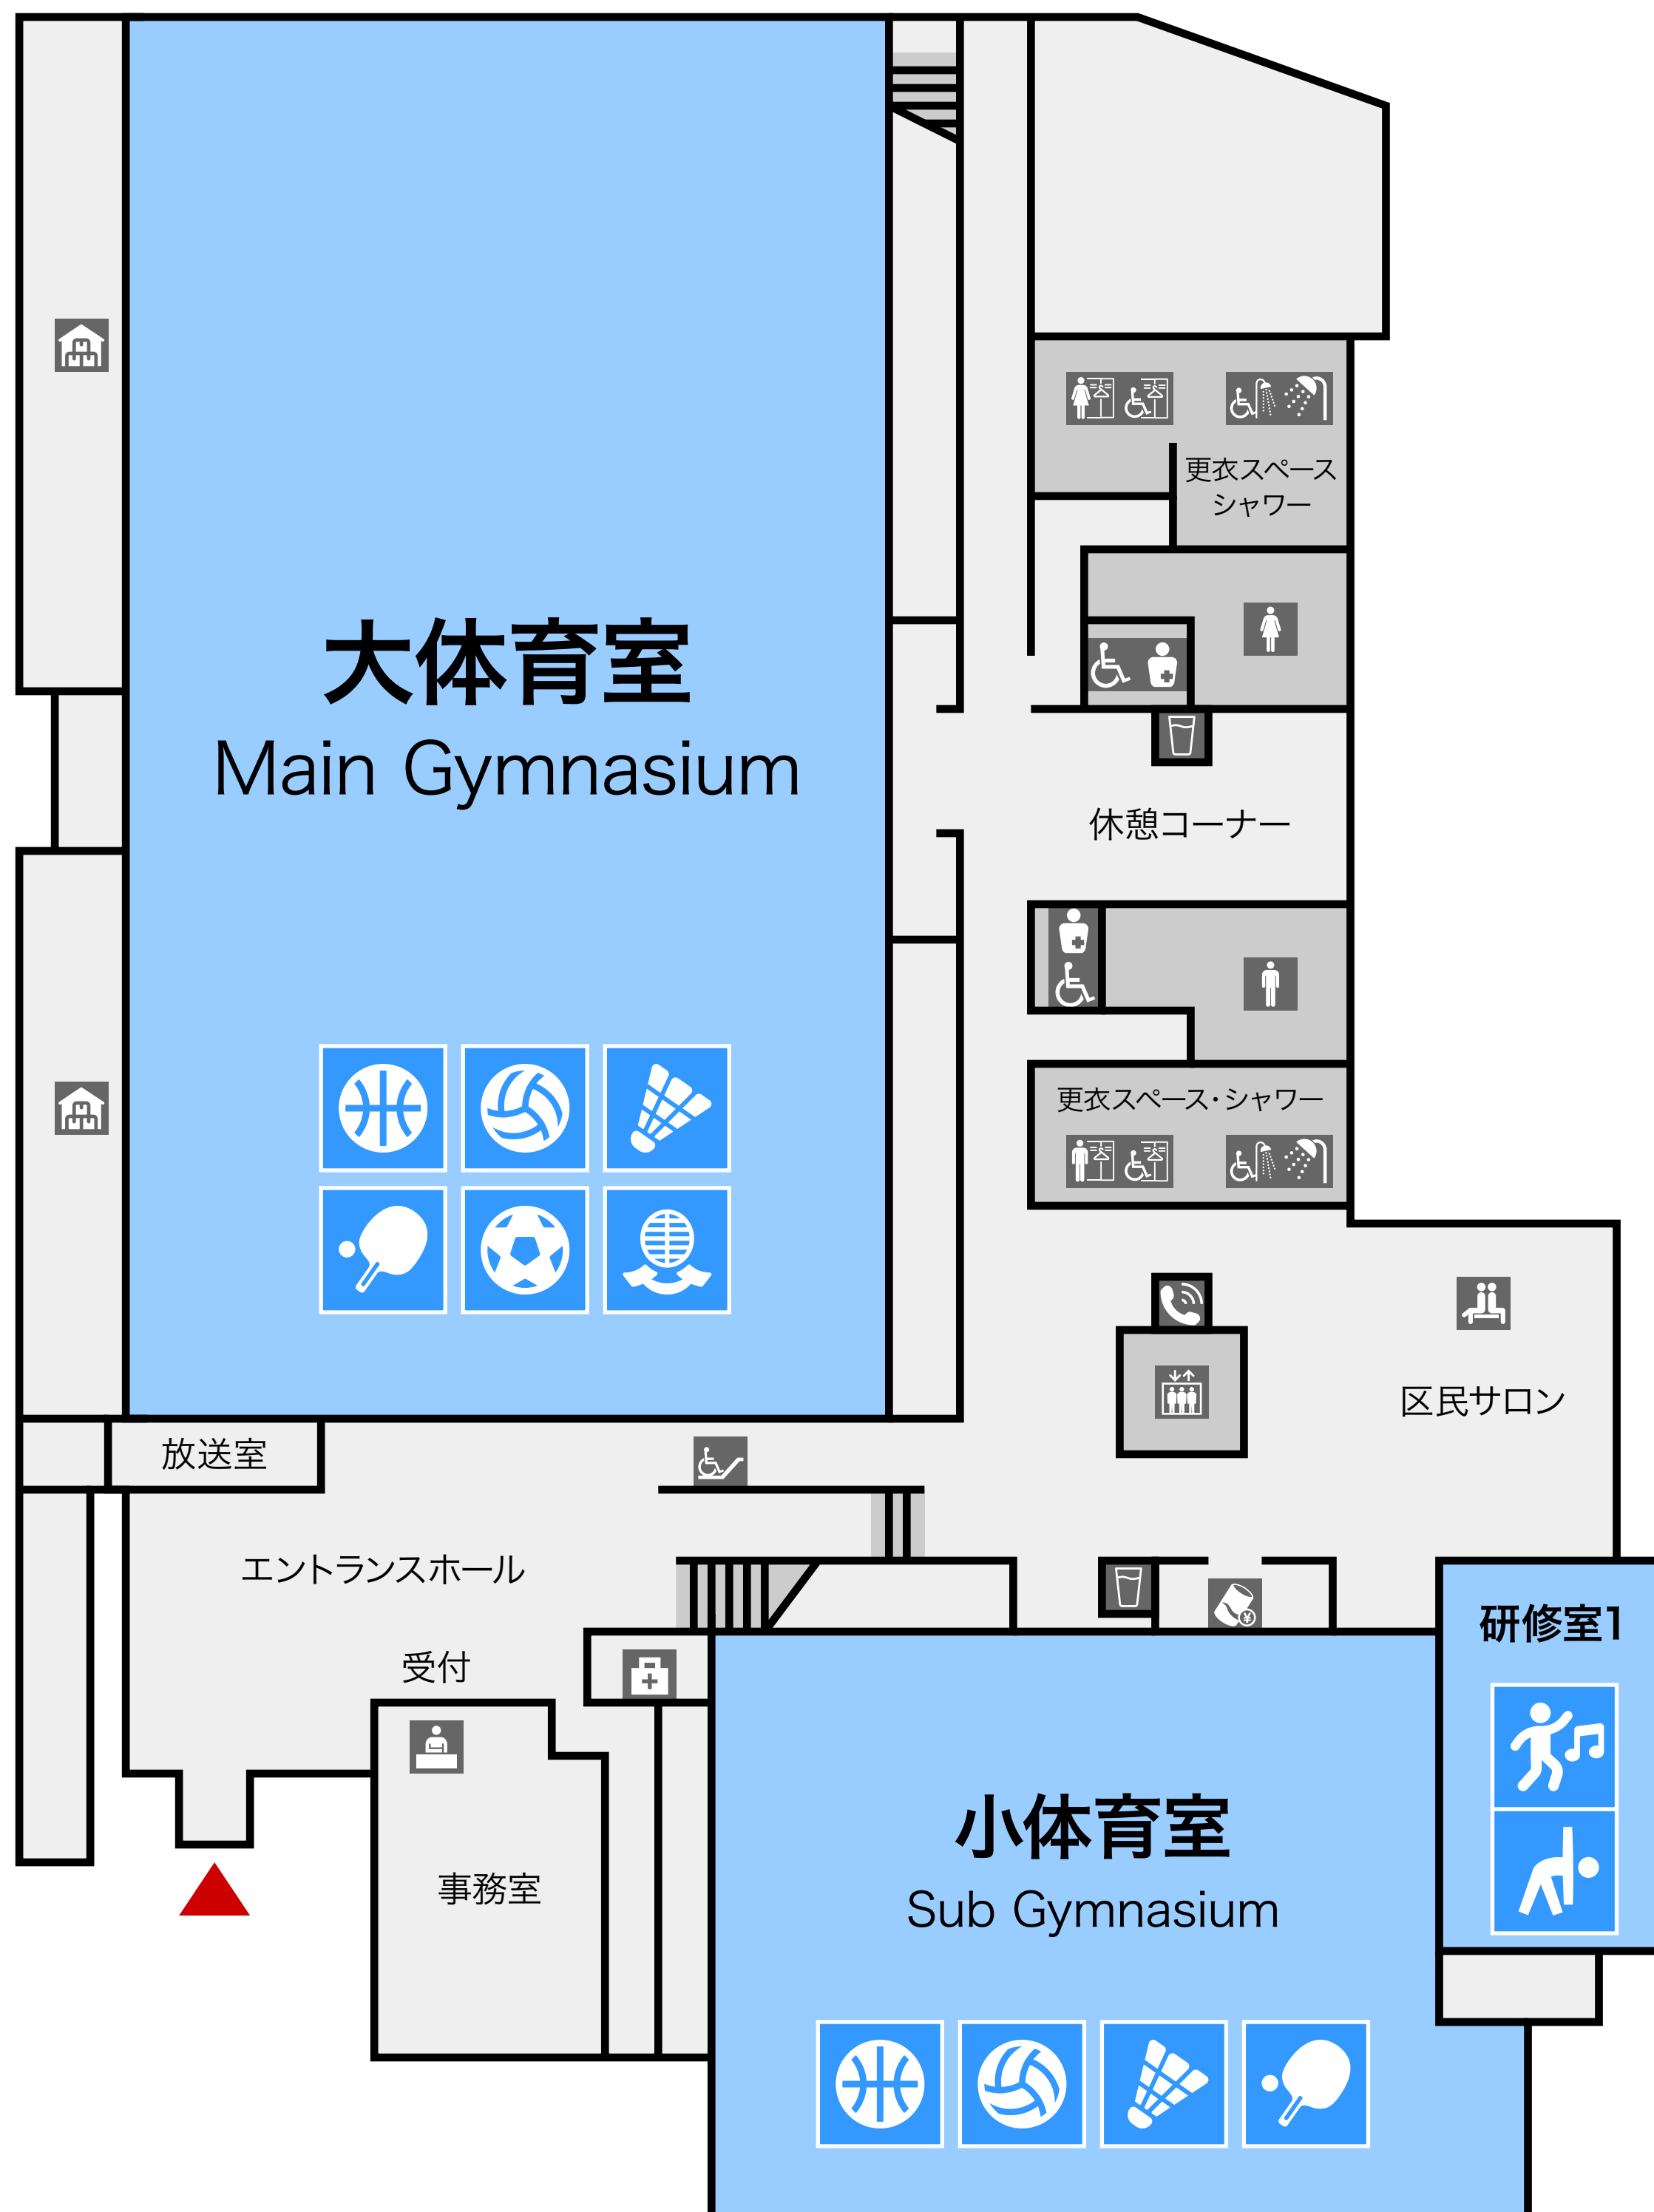 更衣スペース
シャワー
大体育室
Main Gymnasium
休憩コーナー
更衣スペース・シャワー
区民サロン
放送室
エントランスホール
¥
研修室1
受付
小体育室
Sub Gymnasium
事務室